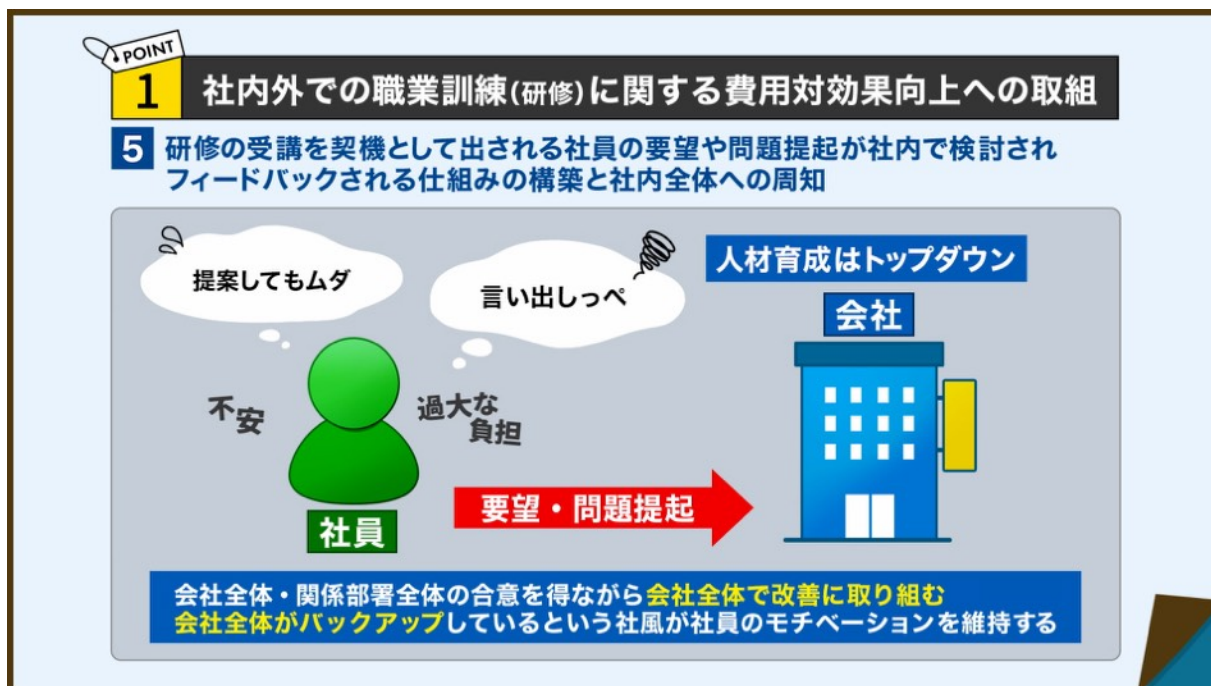 POINT
1 社内外での職業訓練(研修)に関する費用対効果向上への取組
5 研修の受講を契機として出される社員の要望や問題提起が社内で検討され
フィードバックされる仕組みの構築と社内全体への周知
提案してもムダ
言い出しっぺ
人材育成はトップダウン
会社
不安
過大な
負担
要望・問題提起
社員
会社全体・関係部署全体の合意を得ながら会社全体で改善に取り組む
会社全体がバックアップしているという社風が社員のモチベーションを維持する